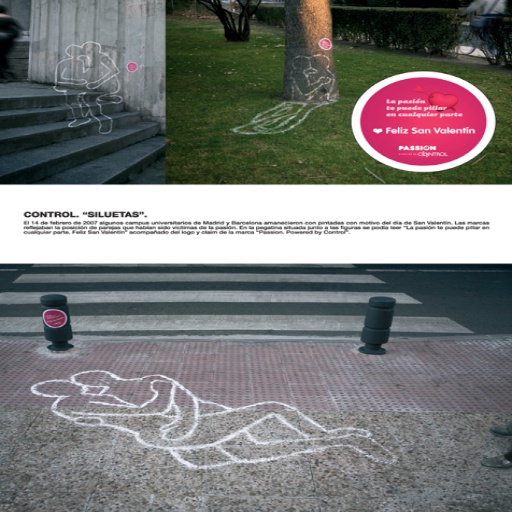 La pasión
te puede pillar
en cualquier parte
Feliz San Valentín
PASSION
CONTROL
CONTROL. "SILUETAS".
El 14 de febrero de 2007 algunos campus universitarios de Madrid y Barcelona amanecieron con pintadas con motivo del día de San Valentín. Las marcas
reflejaban la posición de parejas que habían sido víctimas de la pasión. En la pegatina situada junto a las figuras se podía leer "La pasión te puede pillar en
cualquier parte. Feliz San Valentín" acompañado del logo y claim de la marca "Passion. Powered by Control".